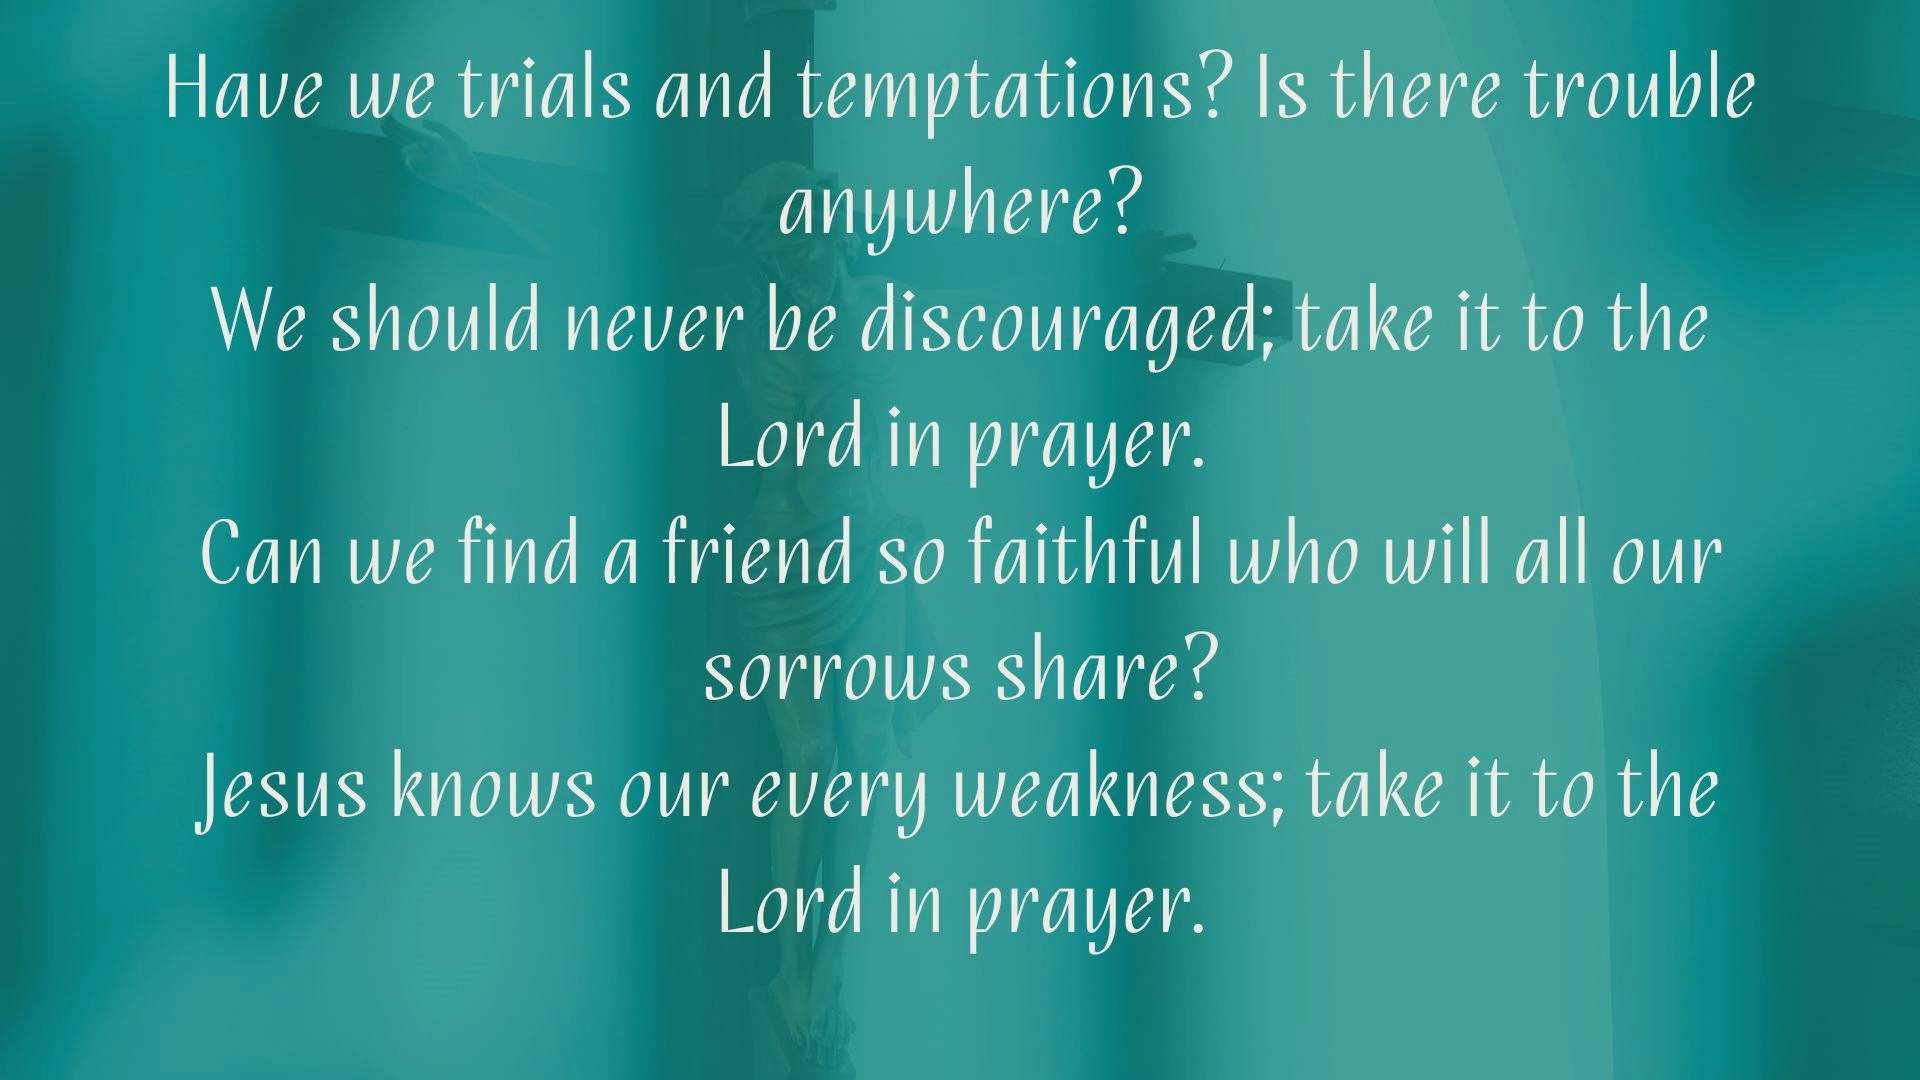 Have we trials and temptations? Is there trouble
anywhere?
We should never be discouraged; take it to the
Lord in prayer.
Can we find a friend so faithful who will all our
sorrows share?
Jesus knows our every weakness; take it to the
Lord in prayer.